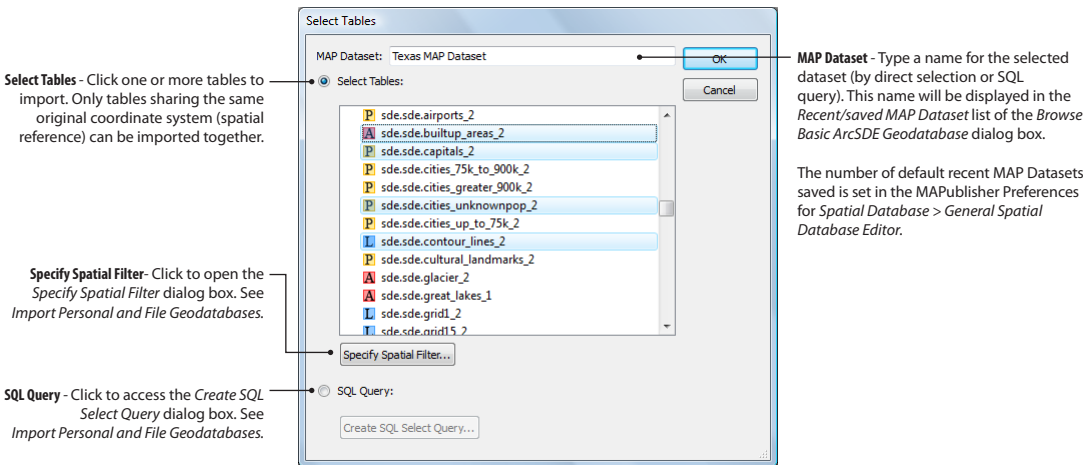 Select Tables
MAP Dataset: Texas MAP Dataset
OK
Cancel
Select Tables:
P sde.sde.airports_2
A sde.sde.builtup_areas_2
P sde.sde.capitals_2
P sde.sde.cities_75k_to_900k_2
P sde.sde.cities_greater_900k_2
P sde.sde.cities_unknownpop_2
P sde.sde.cities_up_to_75k_2
L sde.sde.contour_lines_2
P sde.sde.cultural_landmarks_2
A sde.sde.glacier_2
A sde.sde.great_lakes_1
L sde.sde.grid1_2
L sde.sde.grid15_2
Specify Spatial Filter...
SQL Query:
Create SQL Select Query...
Select Tables - Click one or more tables to
import. Only tables sharing the same
original coordinate system (spatial
reference) can be imported together.
Specify Spatial Filter- Click to open the
Specify Spatial Filter dialog box. See
Import Personal and File Geodatabases.
SQL Query - Click to access the Create SQL
Select Query dialog box. See
Import Personal and File Geodatabases.
MAP Dataset - Type a name for the selected
dataset (by direct selection or SQL
query). This name will be displayed in the
Recent/saved MAP Dataset list of the Browse
Basic ArcSDE Geodatabase dialog box.
The number of default recent MAP Datasets
saved is set in the MAPublisher Preferences
for Spatial Database > General Spatial
Database Editor.